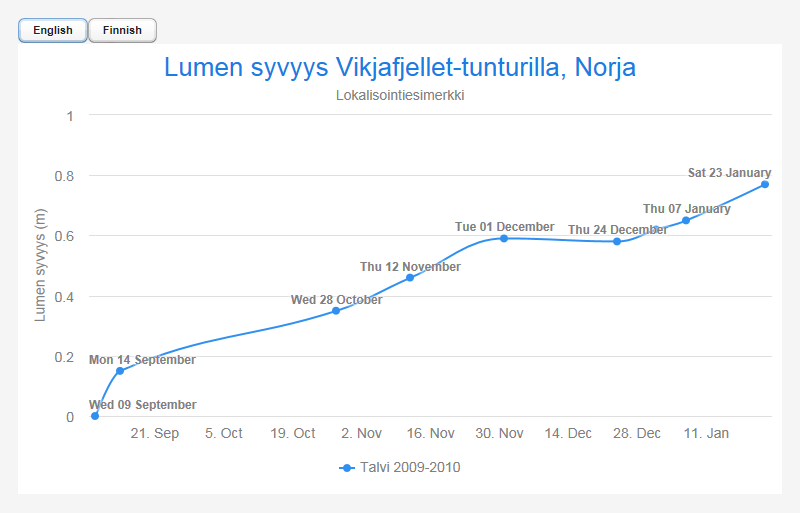 English Finnish
Lumen syvyys Vikjafjellet-tunturilla, Norja
Lokalisointiesimerkki
Lumen syvyys (m)
1
0.8
0.6
0.4
0.2
0
Sat 23 January
Thu 07 January
Tue 01 December
Thu 24 December
Thu 12 November
Wed 28 October
Mon 14 September
Wed 09 September
21. Sep 5. Oct 19. Oct 2. Nov 16. Nov 30. Nov 14. Dec 28. Dec 11. Jan
Talvi 2009-2010